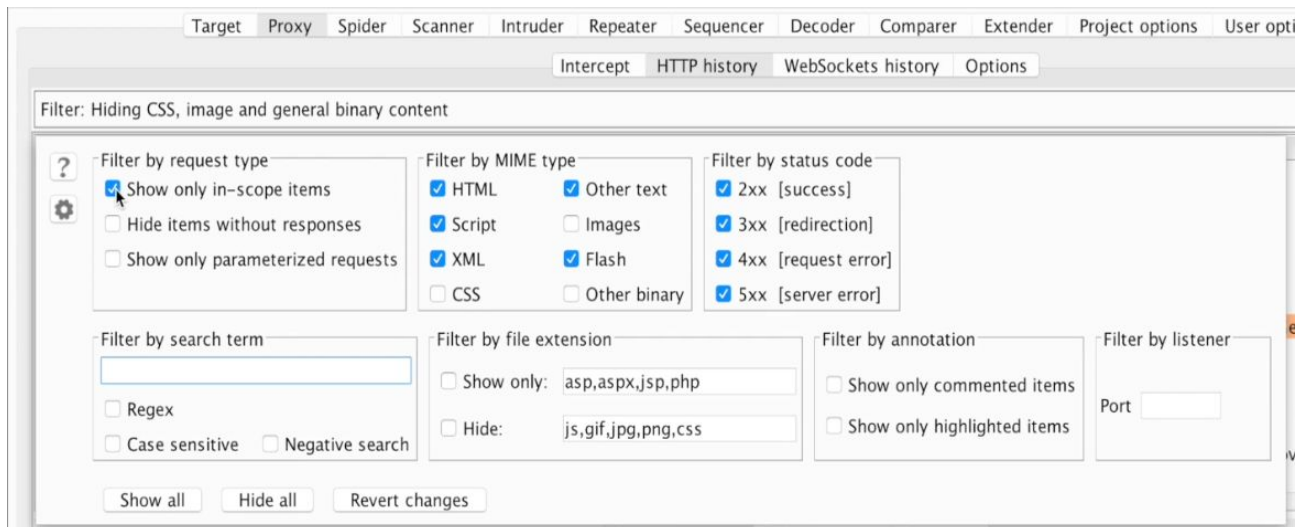 Target Proxy Spider Scanner Intruder Repeater Sequencer Decoder Comparer Extender Project options User opti
Intercept HTTP history WebSockets history Options
Filter: Hiding CSS, image and general binary content
?
Filter by request type
Show only in-scope items
Hide items without responses
Show only parameterized requests
Filter by MIME type
HTML Other text
Script Images
XML Flash
CSS Other binary
Filter by status code
2xx [success]
3xx [redirection]
4xx [request error]
5xx [server error]
Filter by search term
Regex
Case sensitive Negative search
Filter by file extension
Show only: asp,aspx,jsp,php
Hide: js,gif,jpg,png,css
Filter by annotation
Show only commented items
Show only highlighted items
Filter by listener
Port
Show all Hide all Revert changes